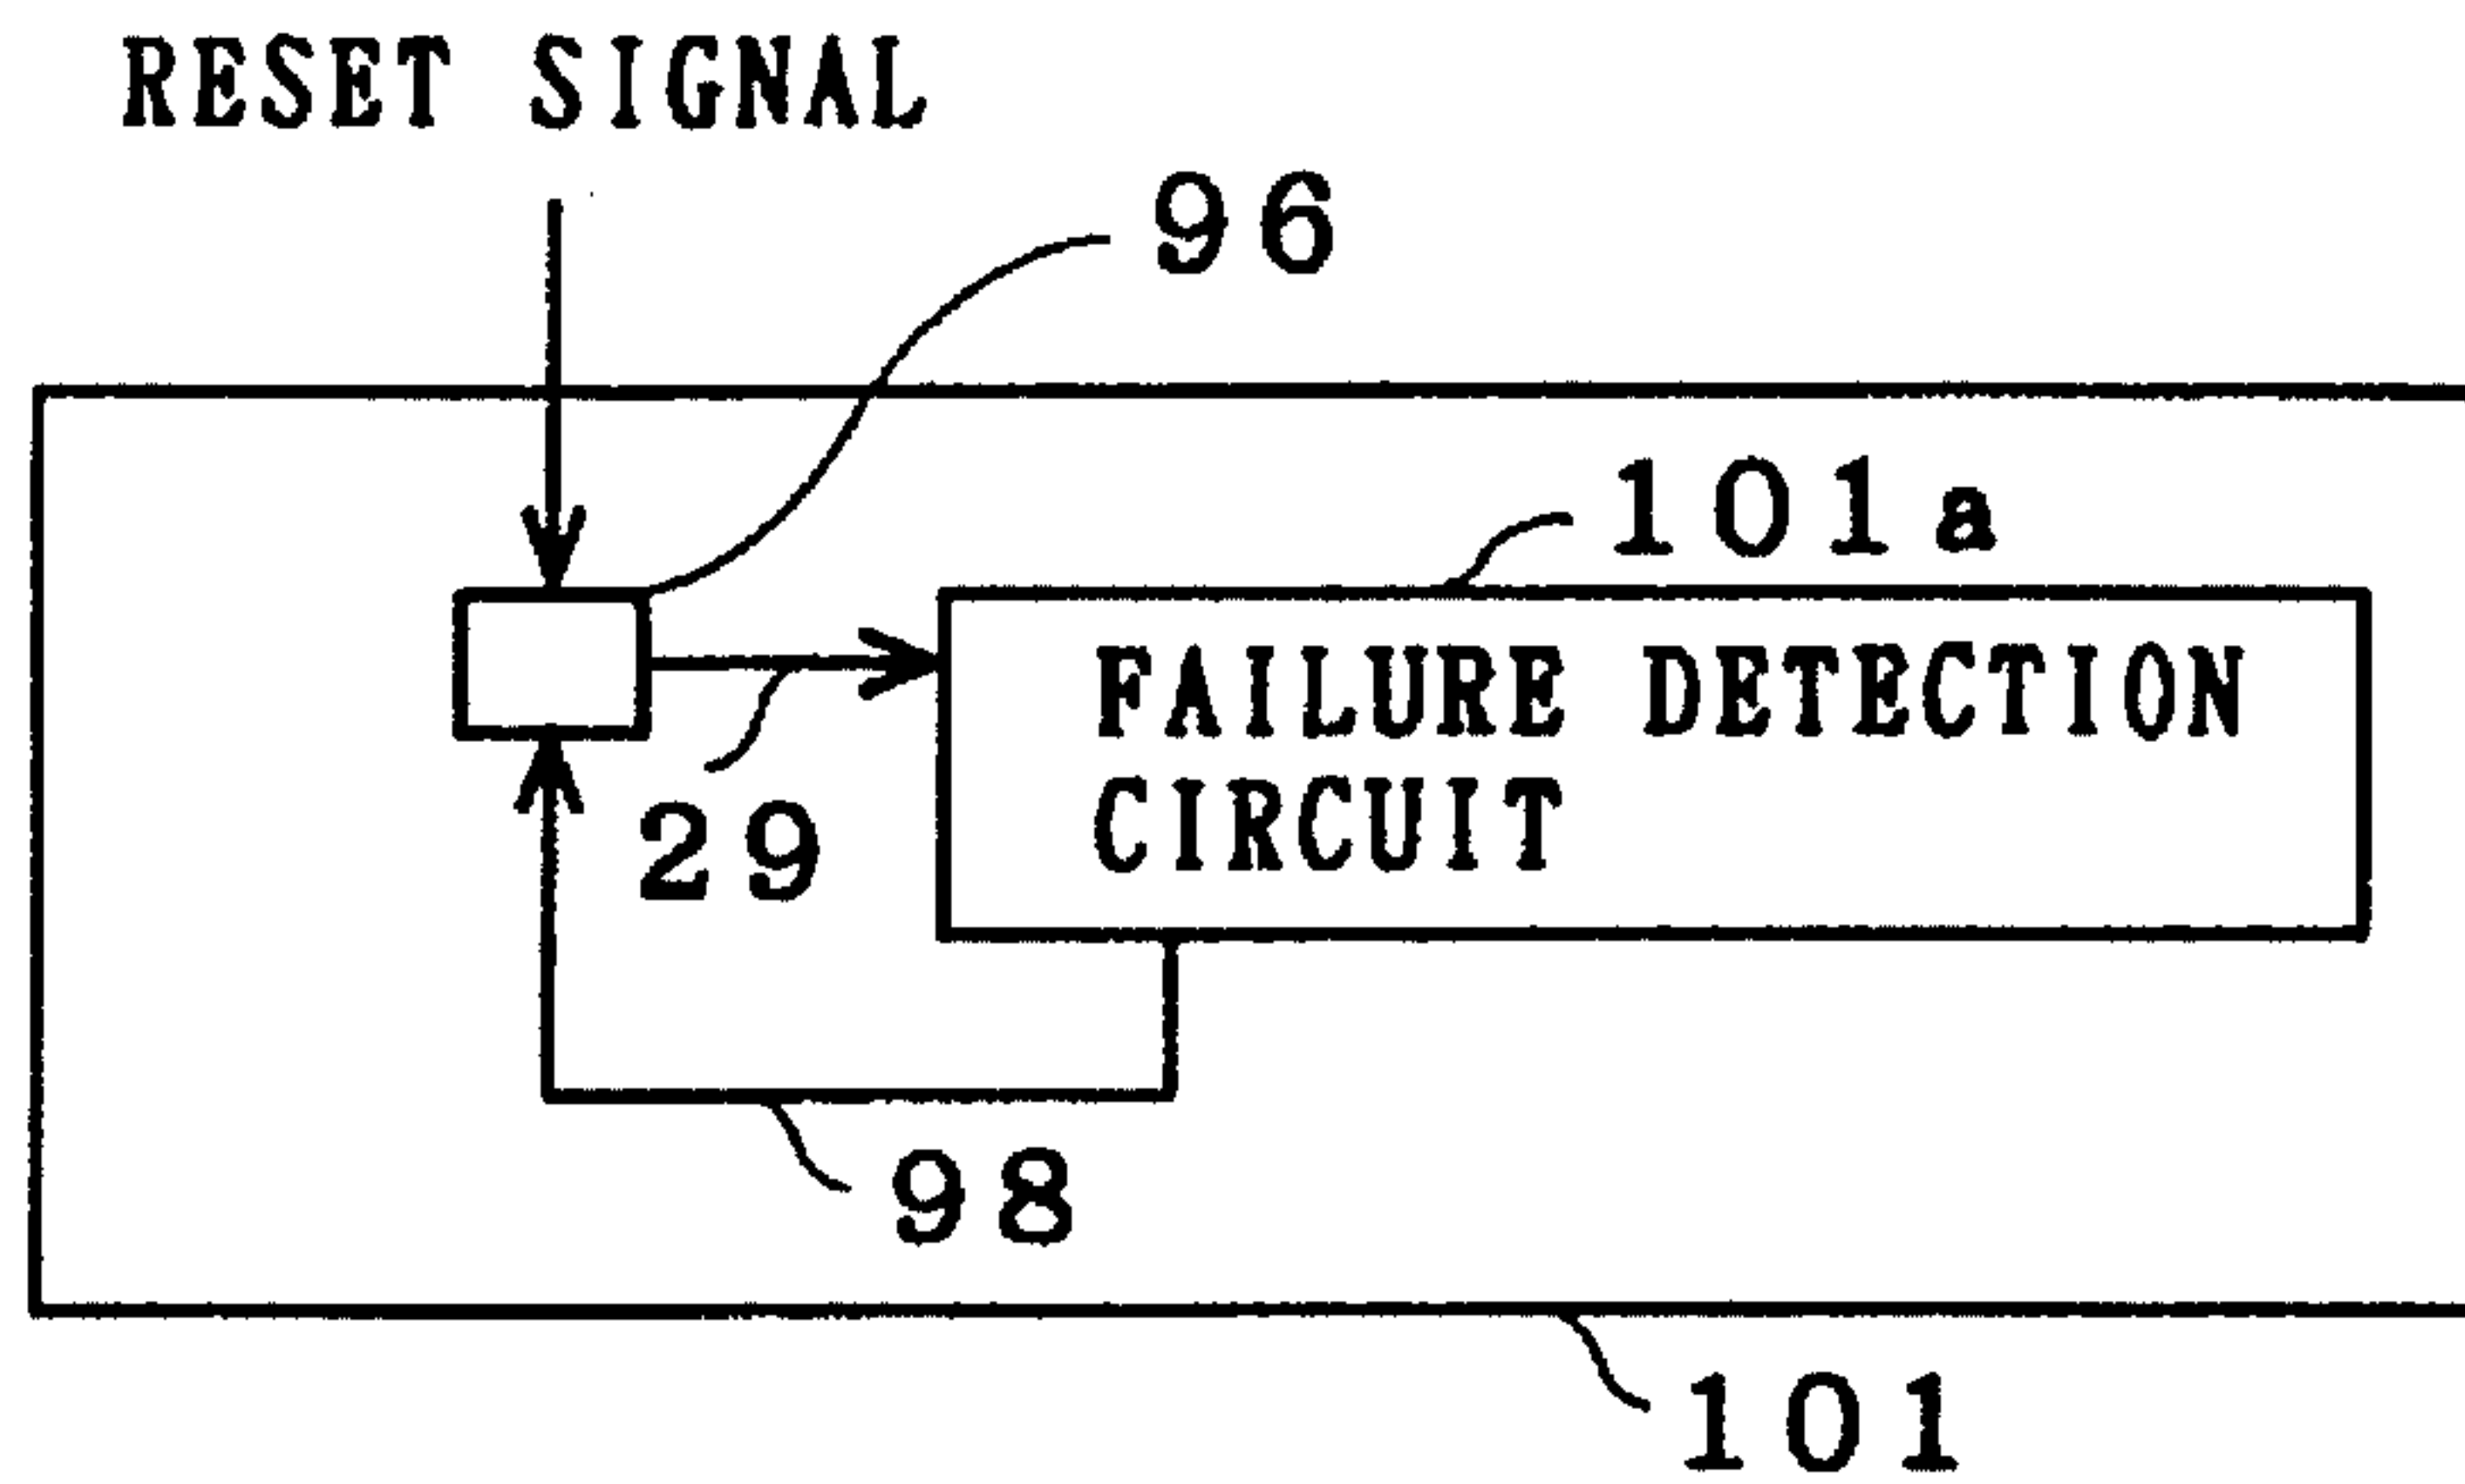 RESET SIGNAL
96
101a
FAILURE DETECTION
CIRCUIT
29
98
101